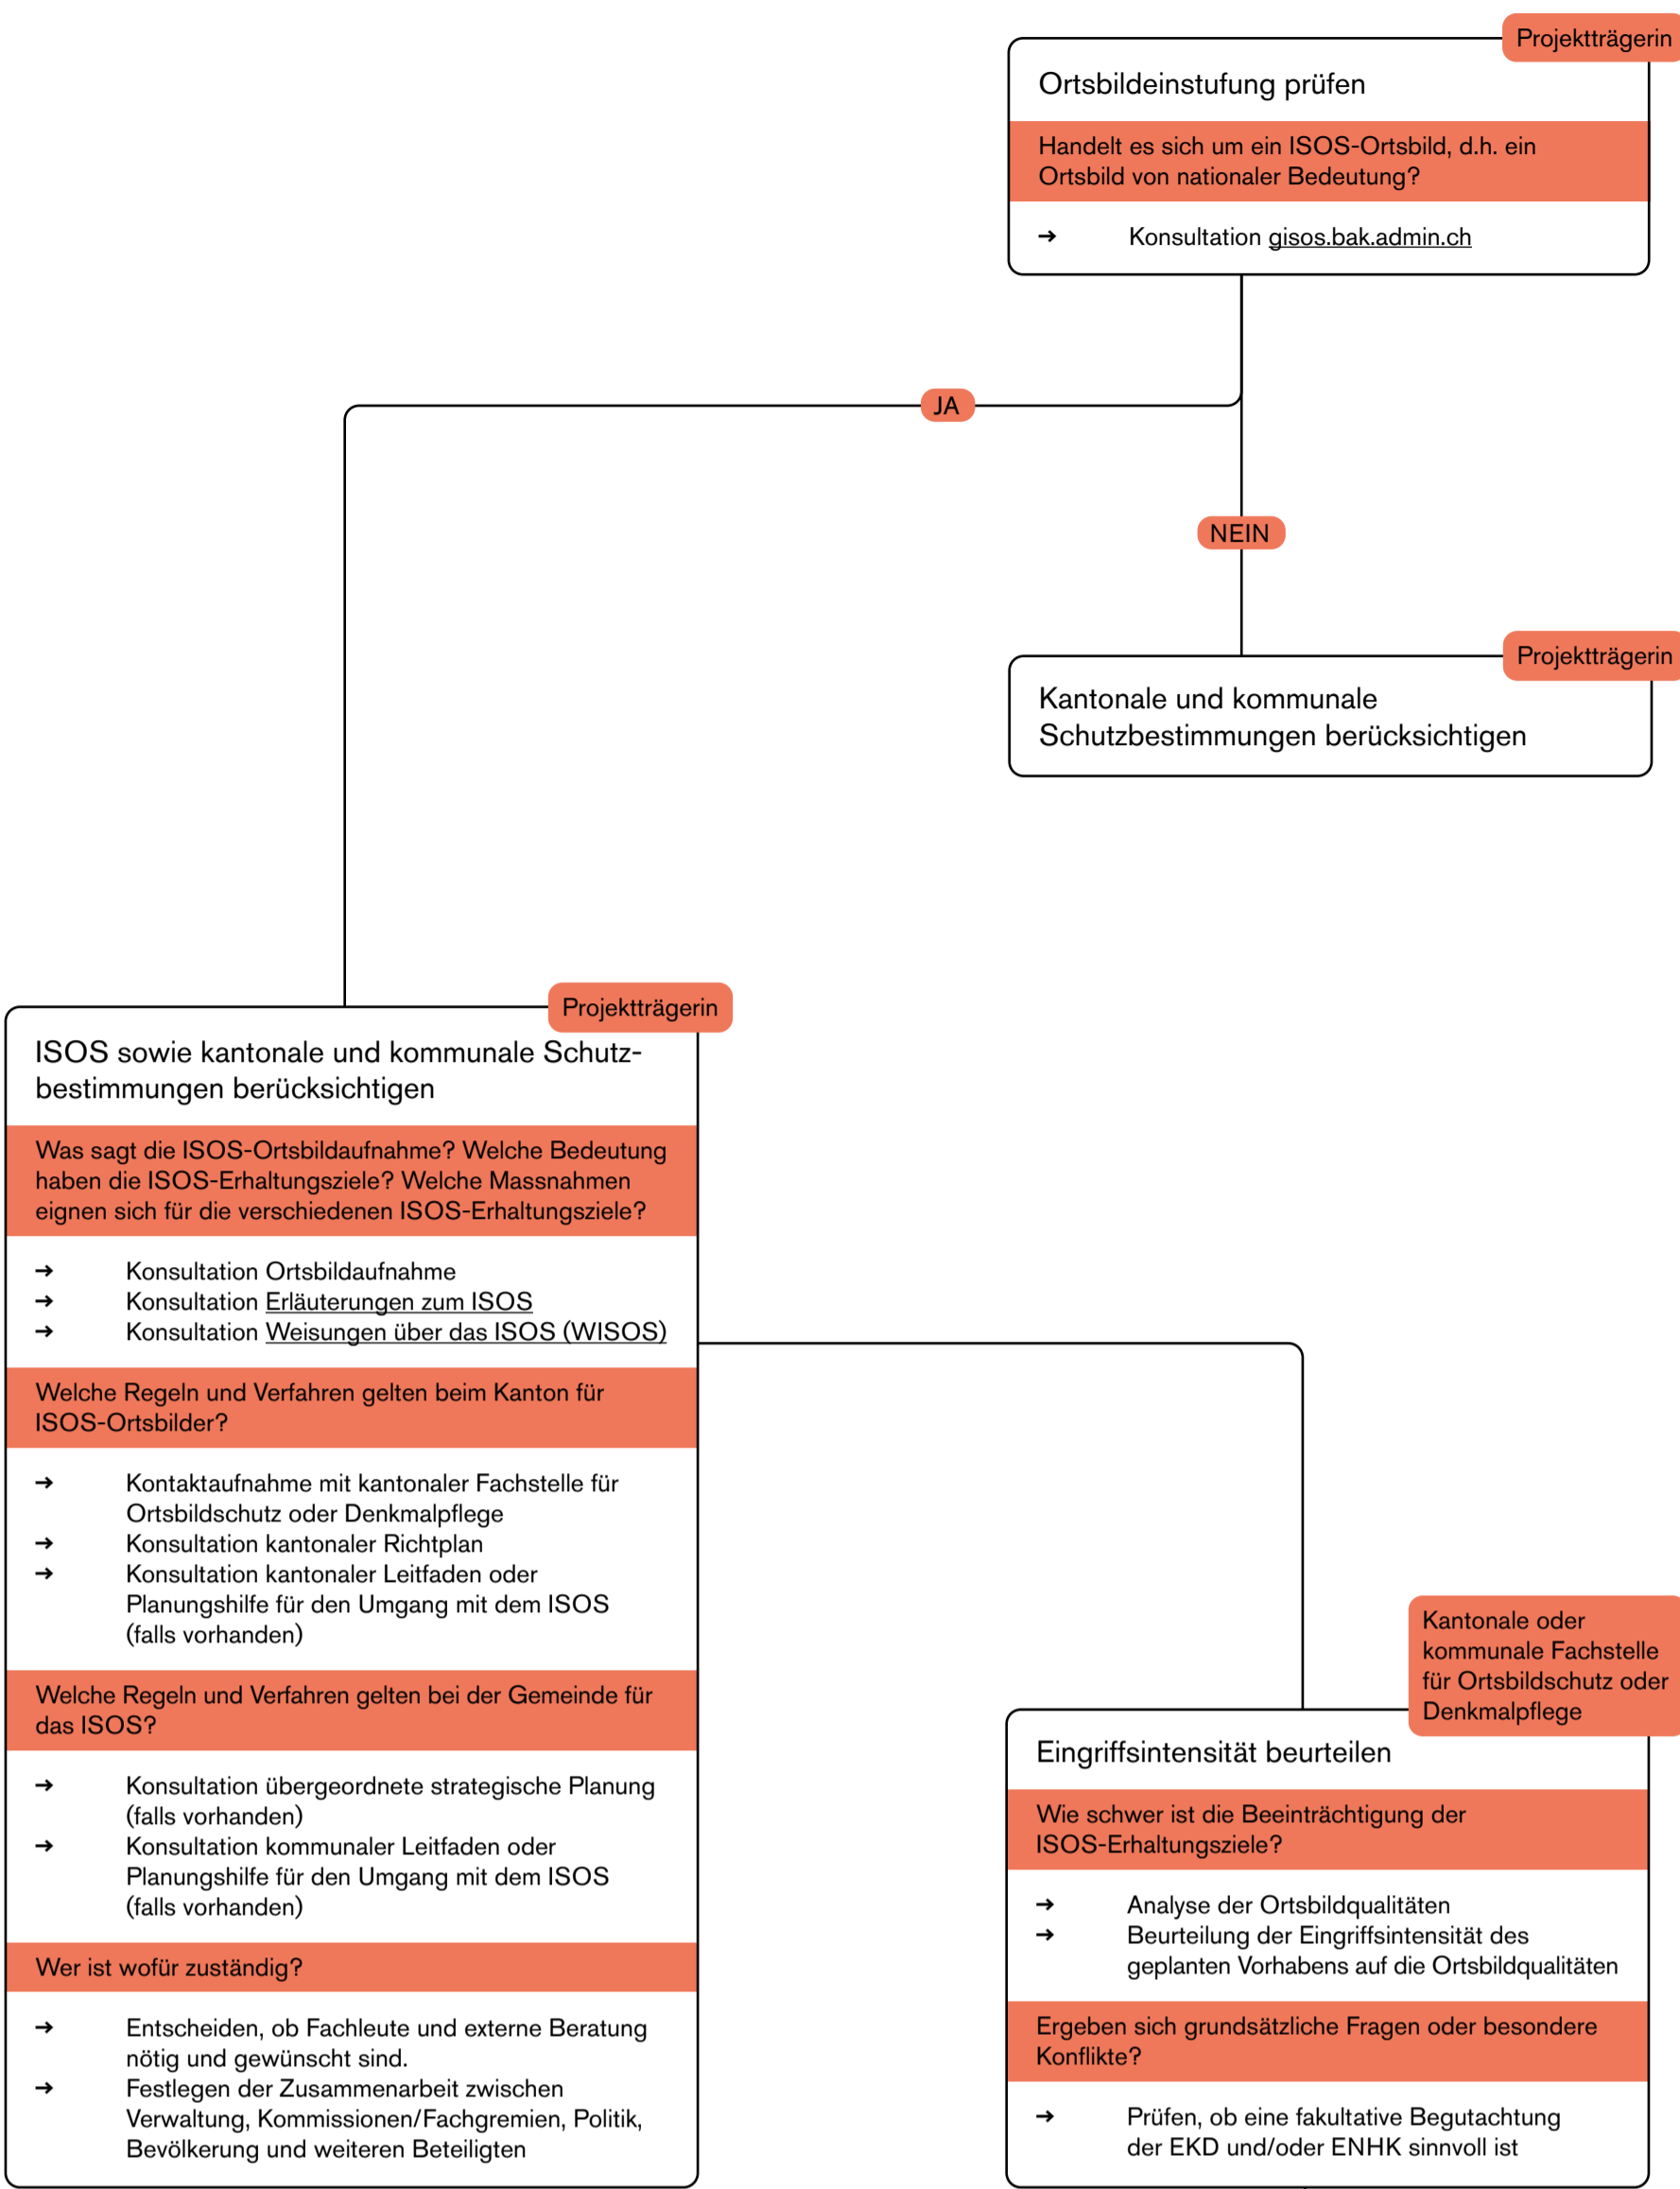 Projektträgerin
Ortsbildeinstufung prüfen
Handelt es sich um ein ISOS-Ortsbild, d.h. ein
Ortsbild von nationaler Bedeutung?
→ Konsultation gisos.bak.admin.ch
JA
NEIN
Projektträgerin
Kantonale und kommunale
Schutzbestimmungen berücksichtigen
Projektträgerin
ISOS sowie kantonale und kommunale Schutz-
bestimmungen berücksichtigen
Was sagt die ISOS-Ortsbildaufnahme? Welche Bedeutung
haben die ISOS-Erhaltungsziele? Welche Massnahmen
eignen sich für die verschiedenen ISOS-Erhaltungsziele?
→ Konsultation Ortsbildaufnahme
→ Konsultation Erläuterungen zum ISOS
→ Konsultation Weisungen über das ISOS (WISOS)
Welche Regeln und Verfahren gelten beim Kanton für
ISOS-Ortsbilder?
→ Kontaktaufnahme mit kantonaler Fachstelle für
Ortsbildschutz oder Denkmalpflege
→ Konsultation kantonaler Richtplan
→ Konsultation kantonaler Leitfaden oder
Planungshilfe für den Umgang mit dem ISOS
(falls vorhanden)
Welche Regeln und Verfahren gelten bei der Gemeinde für
das ISOS?
→ Konsultation übergeordnete strategische Planung
(falls vorhanden)
→ Konsultation kommunaler Leitfaden oder
Planungshilfe für den Umgang mit dem ISOS
(falls vorhanden)
Wer ist wofür zuständig?
→ Entscheiden, ob Fachleute und externe Beratung
nötig und gewünscht sind.
→ Festlegen der Zusammenarbeit zwischen
Verwaltung, Kommissionen/Fachgremien, Politik,
Bevölkerung und weiteren Beteiligten
Kantonale oder
kommunale Fachstelle
für Ortsbildschutz oder
Denkmalpflege
Eingriffsintensität beurteilen
Wie schwer ist die Beeinträchtigung der
ISOS-Erhaltungsziele?
→ Analyse der Ortsbildqualitäten
→ Beurteilung der Eingriffsintensität des
geplanten Vorhabens auf die Ortsbildqualitäten
Ergeben sich grundsätzliche Fragen oder besondere
Konflikte?
→ Prüfen, ob eine fakultative Begutachtung
der EKD und/oder ENHK sinnvoll ist